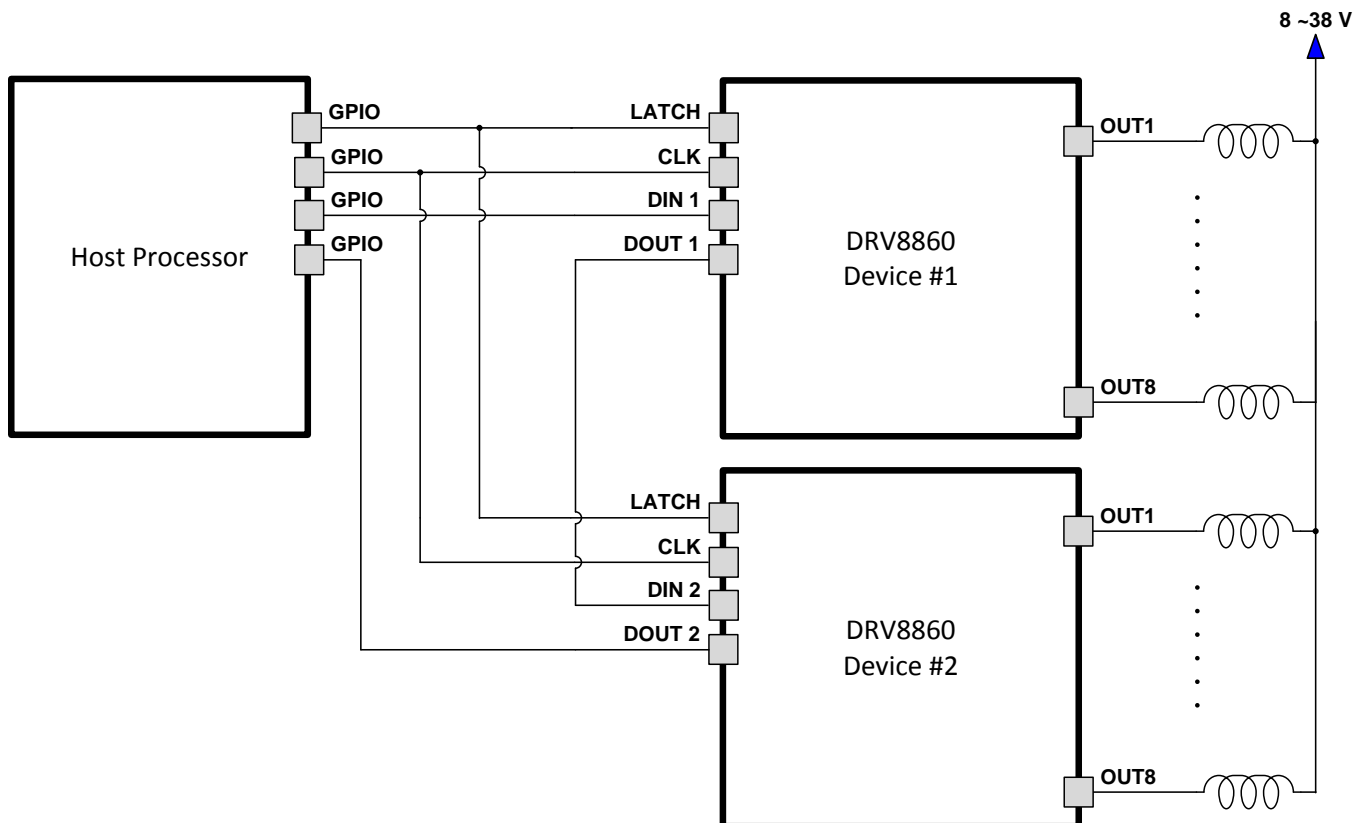 8 ~38 V
GPIO
GPIO
GPIO
GPIO
Host Processor
LATCH
CLK
DIN 1
DOUT 1
DRV8860
Device #1
OUT1
OUT8
LATCH
CLK
DIN 2
DOUT 2
DRV8860
Device #2
OUT1
OUT8